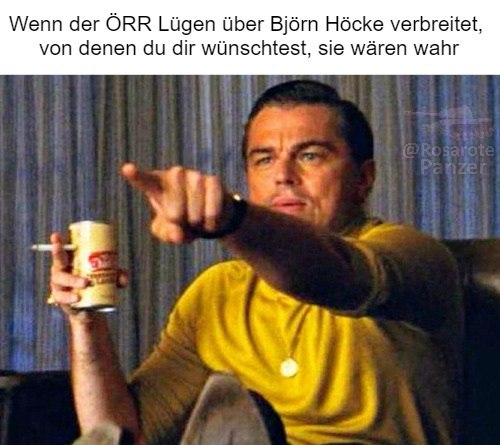 Wenn der ÖRR Lügen über Björn Höcke verbreitet,
von denen du dir wünschtest, sie wären wahr
@Rosarote
Panzer